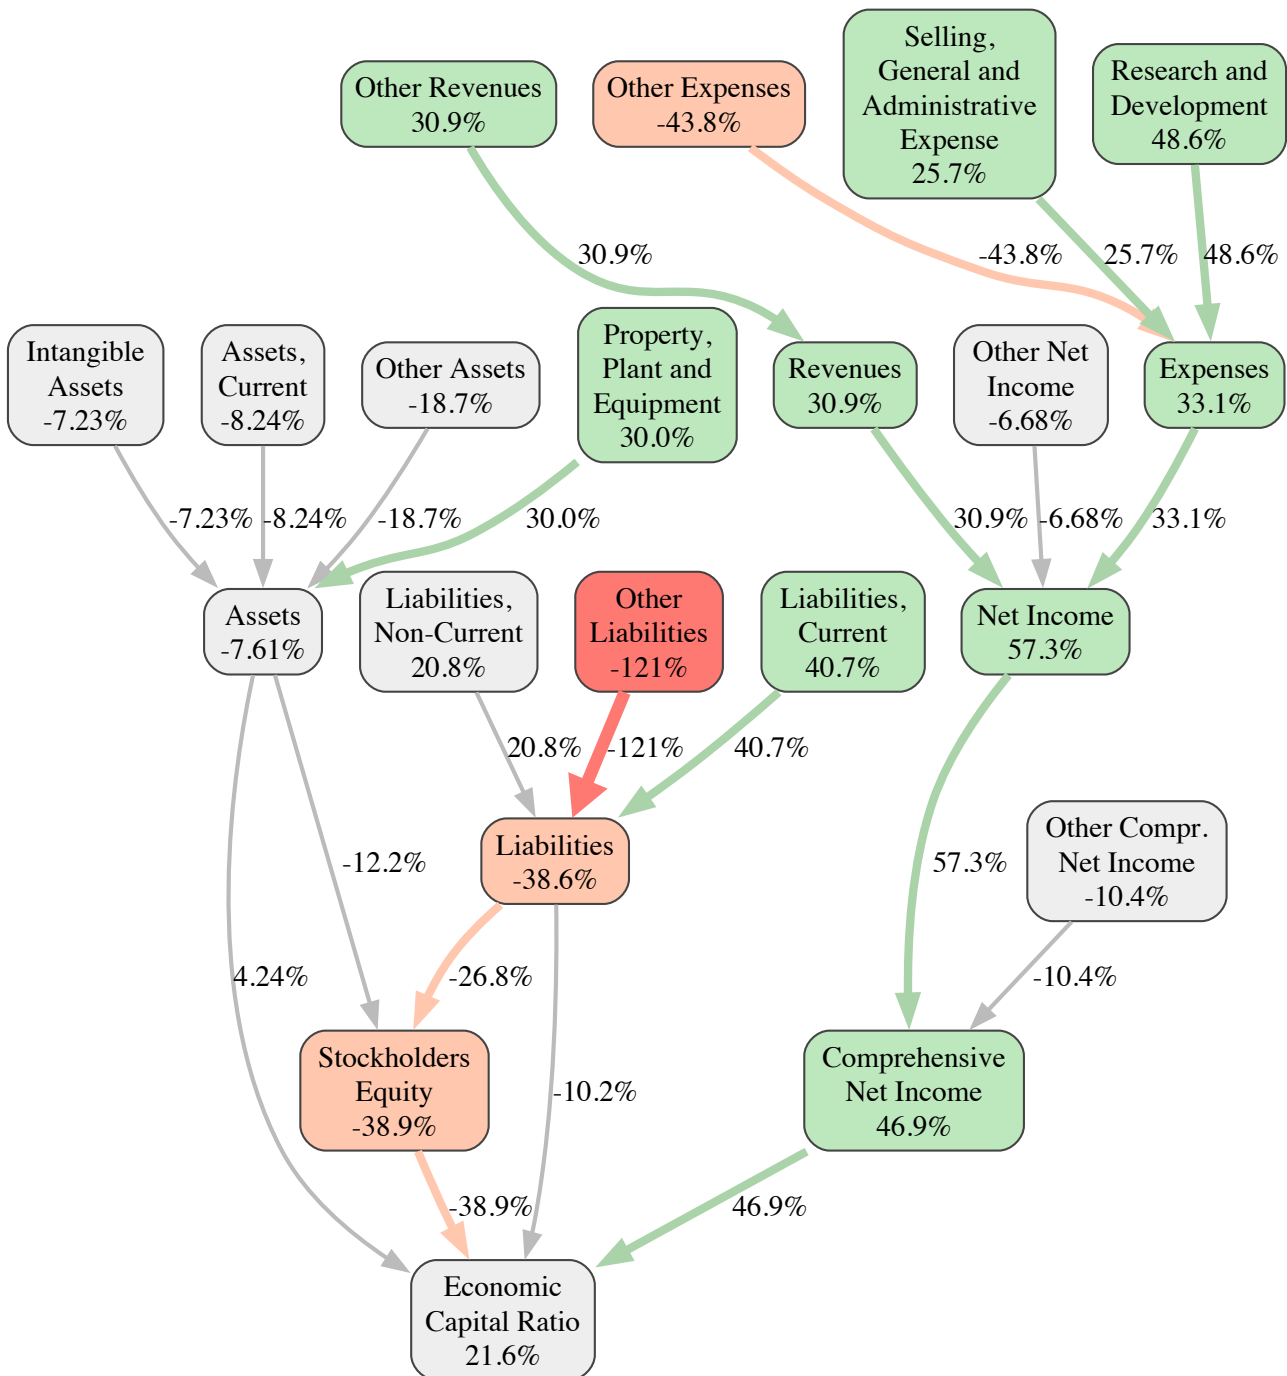 Selling,
General and
Administrative
Expense
25.7%
Other Revenues
30.9%
Other Expenses
-43.8%
Research and
Development
48.6%
30.9%
-43.8%
25.7%
48.6%
Intangible
Assets
-7.23%
Assets,
Current
-8.24%
Other Assets
-18.7%
Property,
Plant and
Equipment
30.0%
Revenues
30.9%
Other Net
Income
-6.68%
Expenses
33.1%
-7.23%
-8.24%
-18.7%
30.0%
30.9%
-6.68%
33.1%
Assets
-7.61%
Liabilities,
Non-Current
20.8%
Other
Liabilities
-121%
Liabilities,
Current
40.7%
Net Income
57.3%
20.8%
-121%
40.7%
-12.2%
Liabilities
-38.6%
57.3%
Other Compr.
Net Income
-10.4%
4.24%
-26.8%
-10.4%
Stockholders
Equity
-38.9%
-10.2%
Comprehensive
Net Income
46.9%
-38.9%
46.9%
Economic
Capital Ratio
21.6%